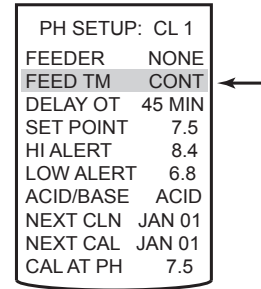 PH SETUP: CL 1
FEEDER NONE
FEED TM CONT
DELAY OT 45 MIN
SET POINT 7.5
HI ALERT 8.4
LOW ALERT 6.8
ACID/BASE ACID
NEXT CLN JAN 01
NEXT CAL JAN 01
CAL AT PH 7.5